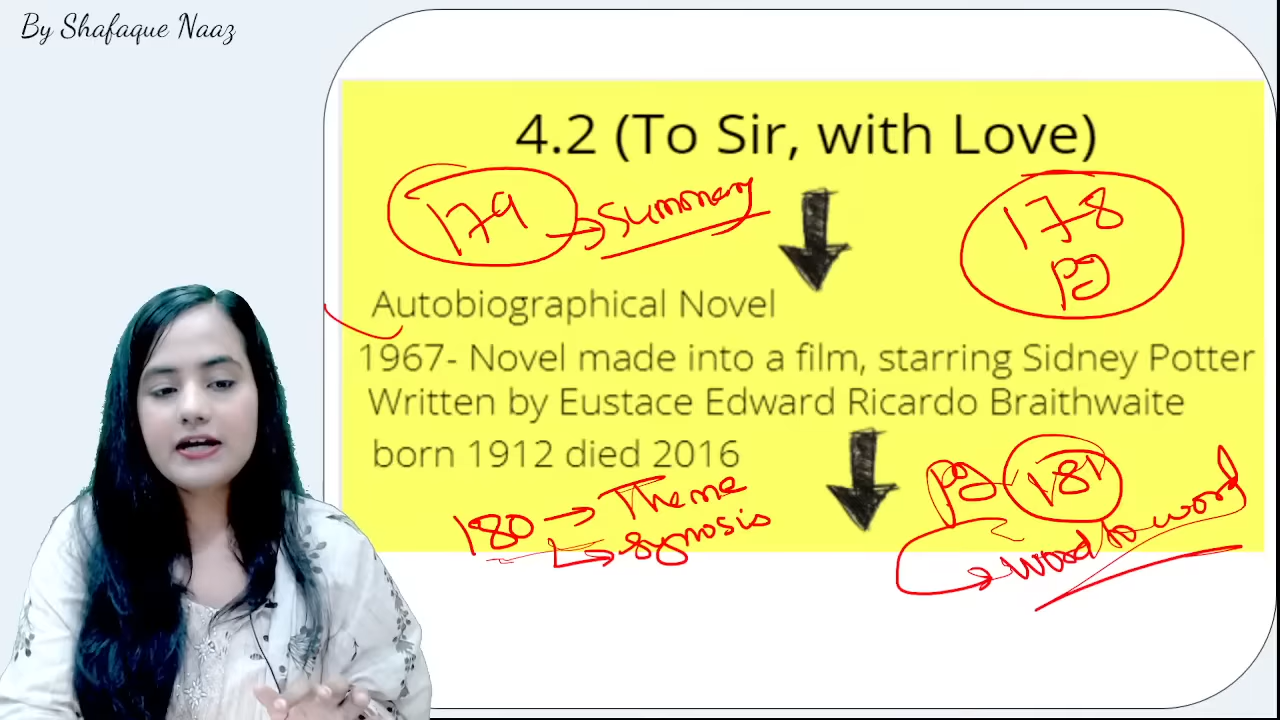 By Shafaque Naaz
4.2 (To Sir, with Love)
179 → Summary
178
pg
Autobiographical Novel
1967- Novel made into a film, starring Sidney Potter
Written by Eustace Edward Ricardo Braithwaite
born 1912 died 2016
180 → Theme
→ Synosis
pg 181
→ word to word